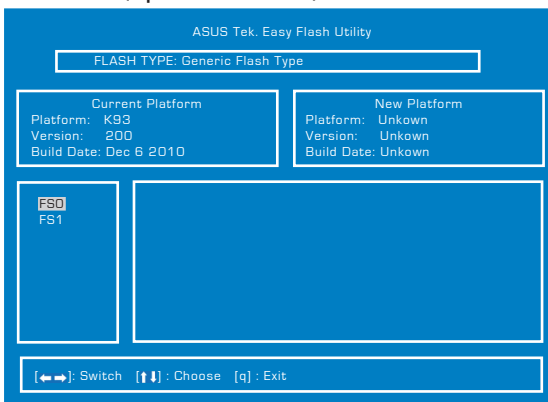 ASUS Tek. Easy Flash Utility
FLASH TYPE: Generic Flash Type
Current Platform
Platform: K93
Version: 200
Build Date: Dec 6 2010
New Platform
Platform: Unkown
Version: Unkown
Build Date: Unkown
FS0
FS1
[←→]: Switch [↑↓] : Choose [q] : Exit